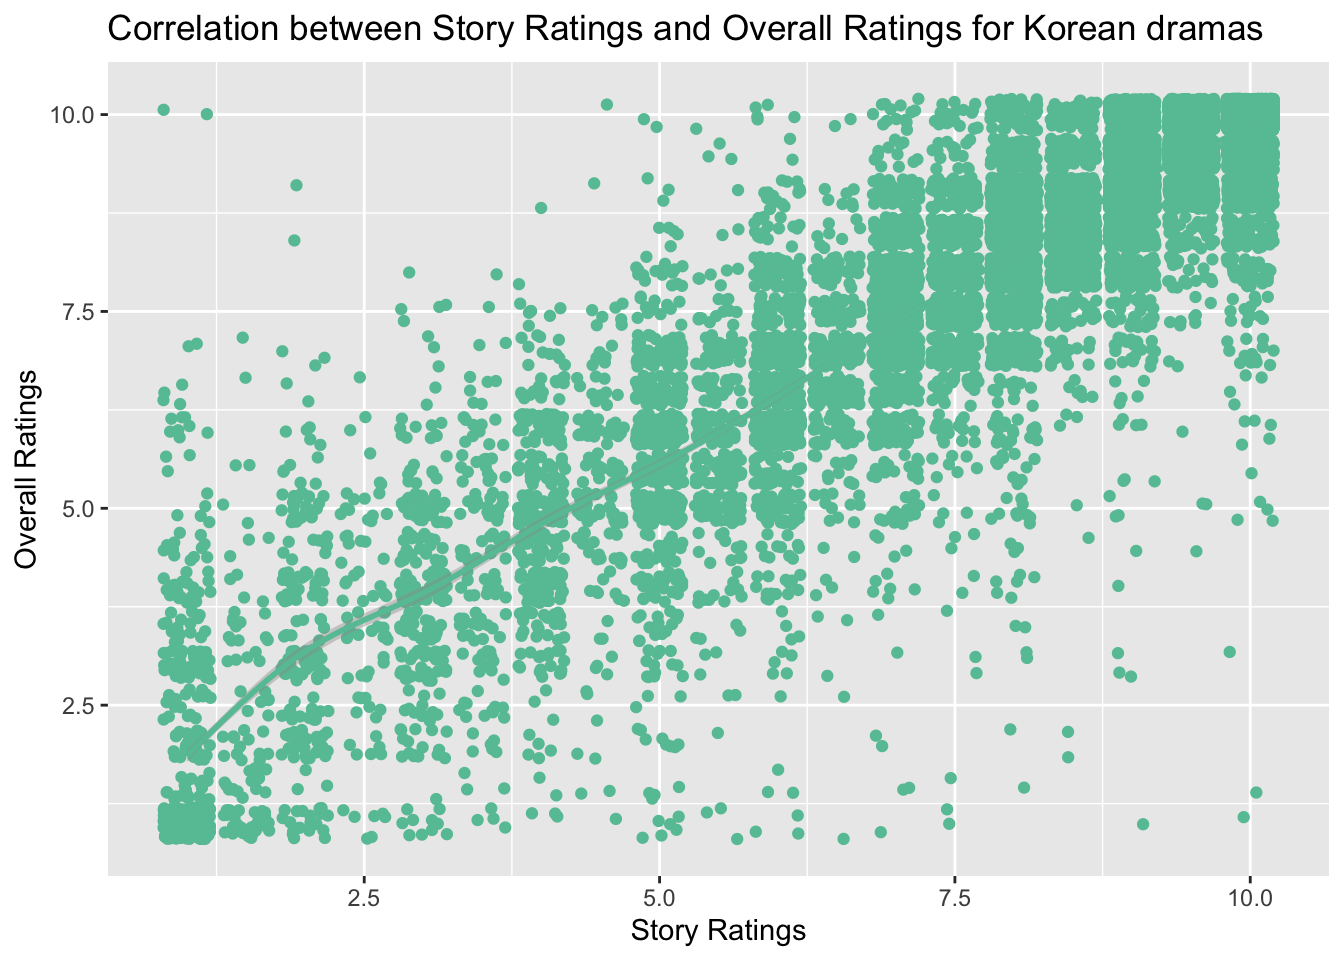 Correlation between Story Ratings and Overall Ratings for Korean dramas
10.0
7.5
5.0
2.5
Overall Ratings
2.5 5.0 7.5 10.0
Story Ratings